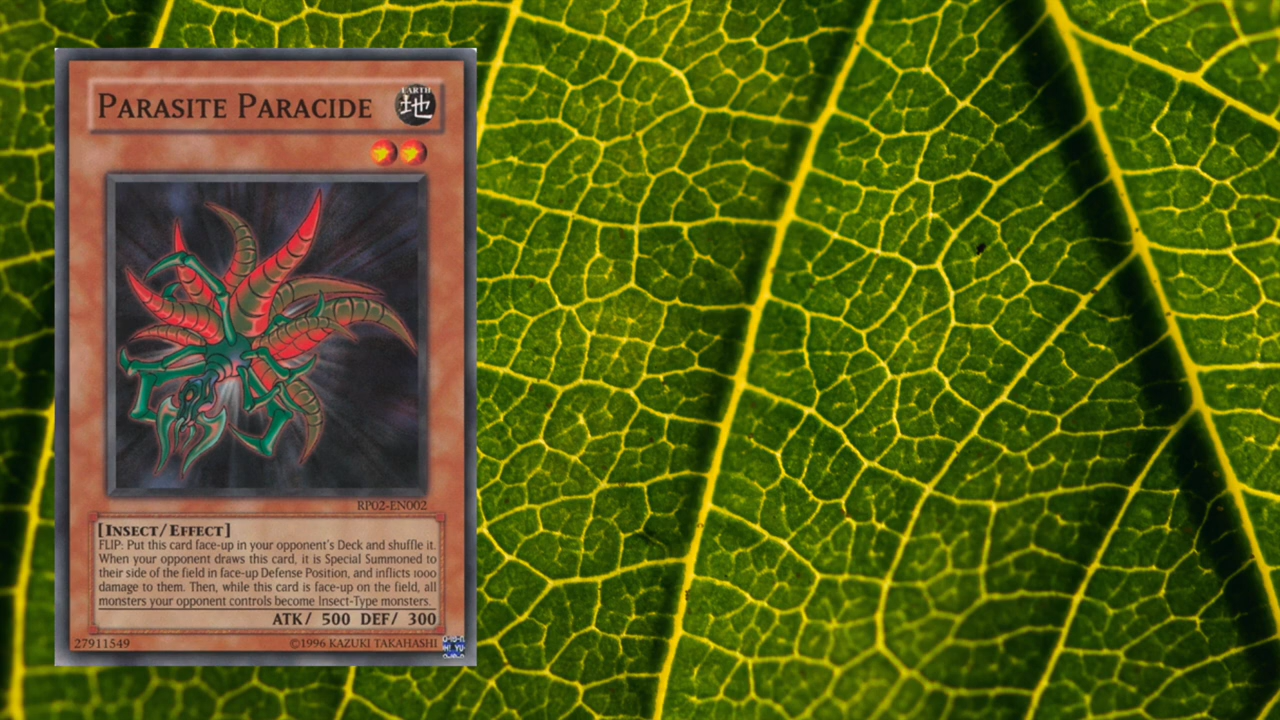 PARASITE PARACIDE
EARTH
地
RP02-EN002
[INSECT/EFFECT]
FLIP: Put this card face-up in your opponent's Deck and shuffle it.
When your opponent draws this card, it is Special Summoned to
their side of the field in face-up Defense Position, and inflicts 1000
damage to them. Then, while this card is face-up on the field, all
monsters your opponent controls become Insect-Type monsters.
ATK/ 500 DEF/ 300
27911549
©1996 KAZUKI TAKAHASHI